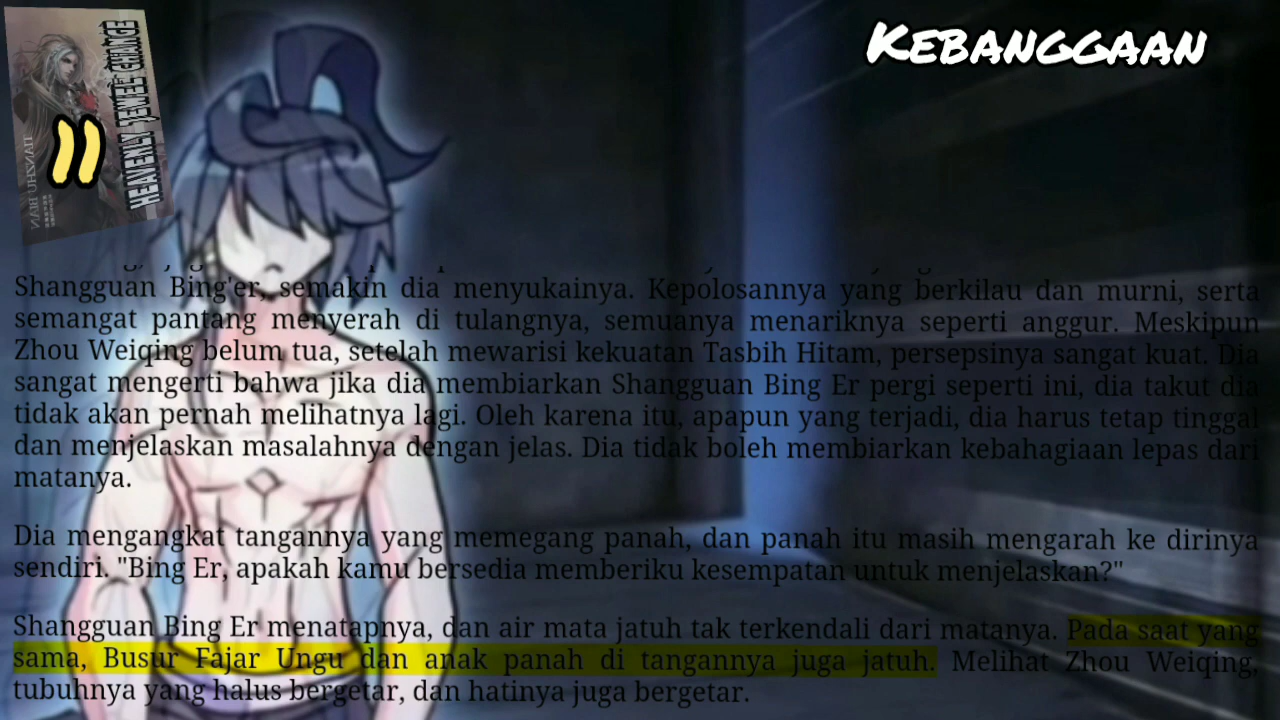 KEBANGGAAN
HEAVENLY JEWEL CHANGE
11
Shangguan Bing'er, semakin dia menyukainya. Kepolosannya yang berkilau dan murni, serta
semangat pantang menyerah di tulangnya, semuanya menariknya seperti anggur. Meskipun
Zhou Weiqing belum tua, setelah mewarisi kekuatan Tasbih Hitam, persepsinya sangat kuat. Dia
sangat mengerti bahwa jika dia membiarkan Shangguan Bing Er pergi seperti ini, dia takut dia
tidak akan pernah melihatnya lagi. Oleh karena itu, apapun yang terjadi, dia harus tetap tinggal
dan menjelaskan masalahnya dengan jelas. Dia tidak boleh membiarkan kebahagiaan lepas dari
matanya.
Dia mengangkat tangannya yang memegang panah, dan panah itu masih mengarah ke dirinya
sendiri. "Bing Er, apakah kamu bersedia memberiku kesempatan untuk menjelaskan?"
Shangguan Bing Er menatapnya, dan air mata jatuh tak terkendali dari matanya. Pada saat yang
sama, Busur Fajar Ungu dan anak panah di tangannya juga jatuh. Melihat Zhou Weiqing,
tubuhnya yang halus bergetar, dan hatinya juga bergetar.